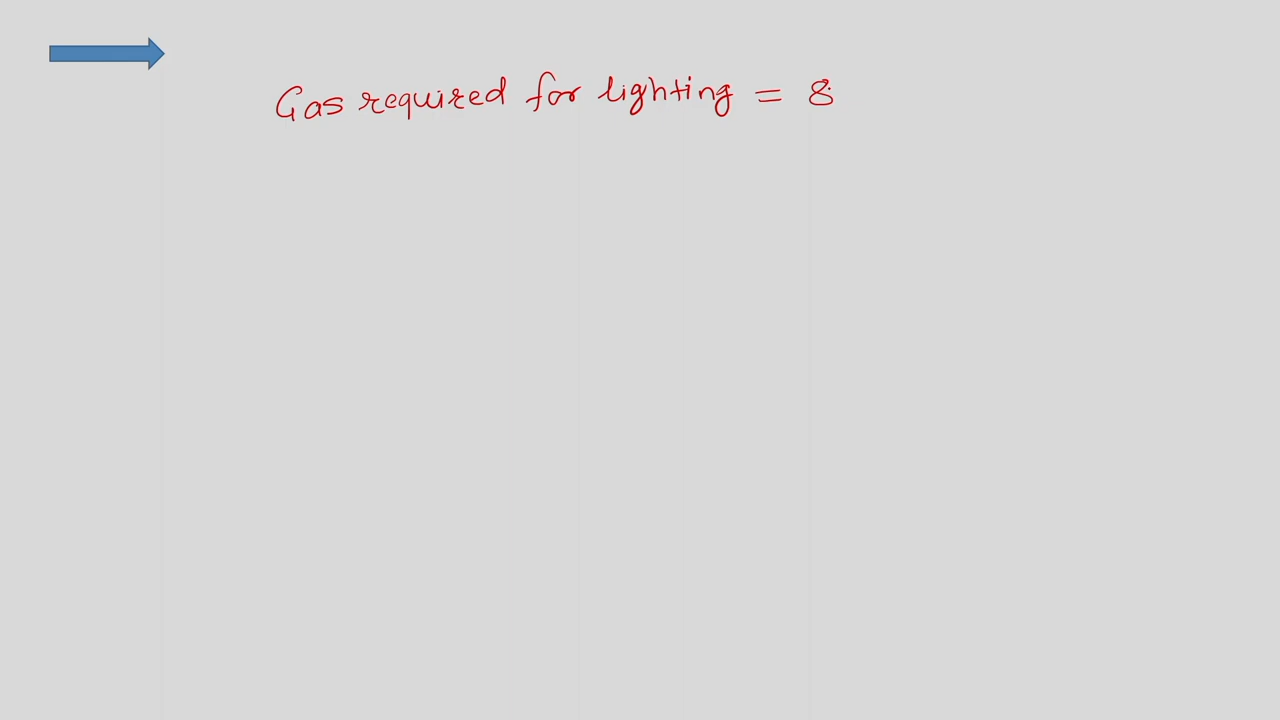 Gas required for lighting = 8